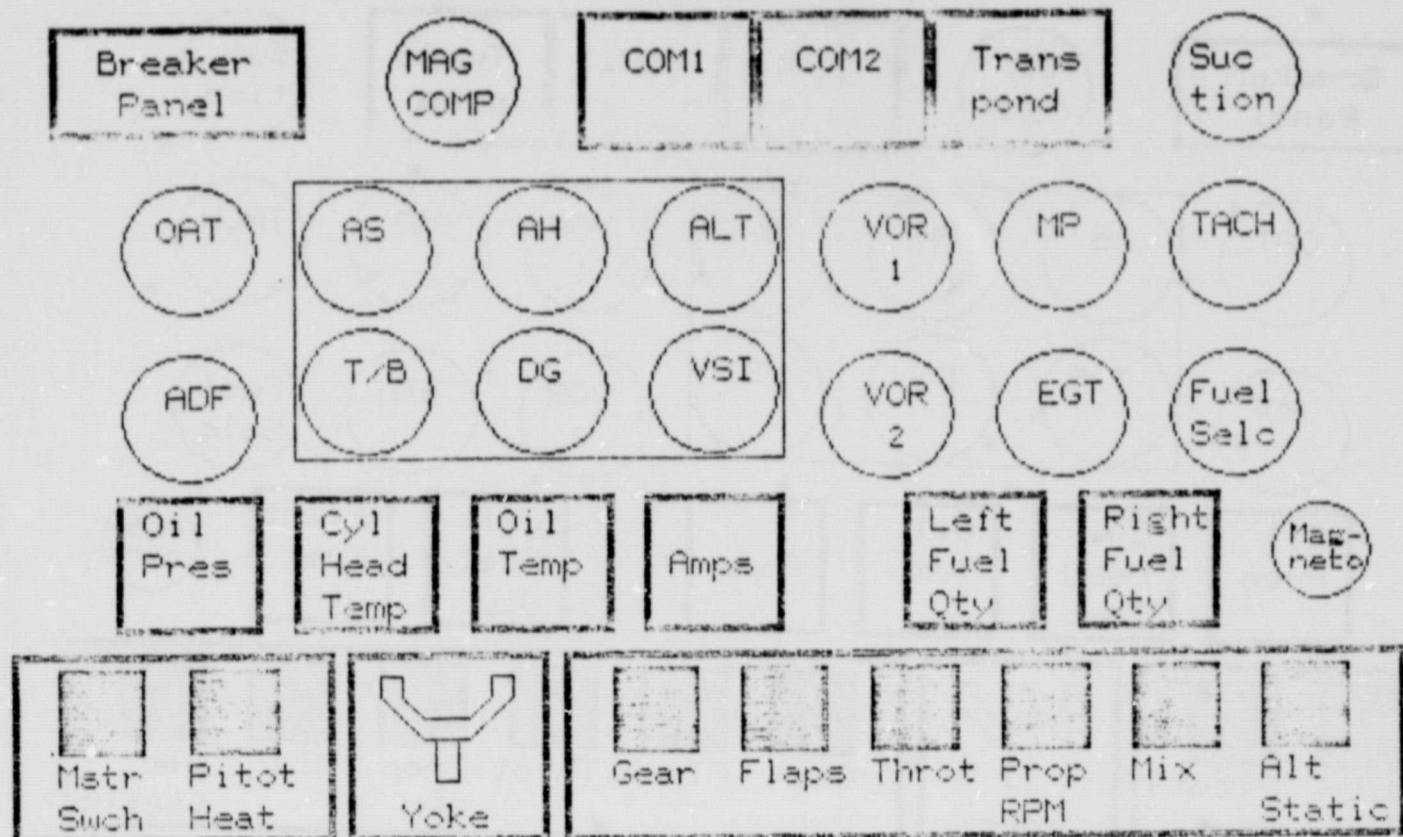 Breaker
Panel
MAG
COMP
COM1
COM2
Trans
pond
Suc
tion
OAT
AS
AH
ALT
VOR
1
MP
TACH
ADF
T/B
DG
VSI
VOR
2
EGT
Fuel
Selc
Oil
Pres
Cyl
Head
Temp
Oil
Temp
Amps
Left
Fuel
Qty
Right
Fuel
Qty
Mag-
neto
Mstr
Swch
Pitot
Heat
Yoke
Gear
Flaps
Throt
Prop
RPM
Mix
Alt
Static